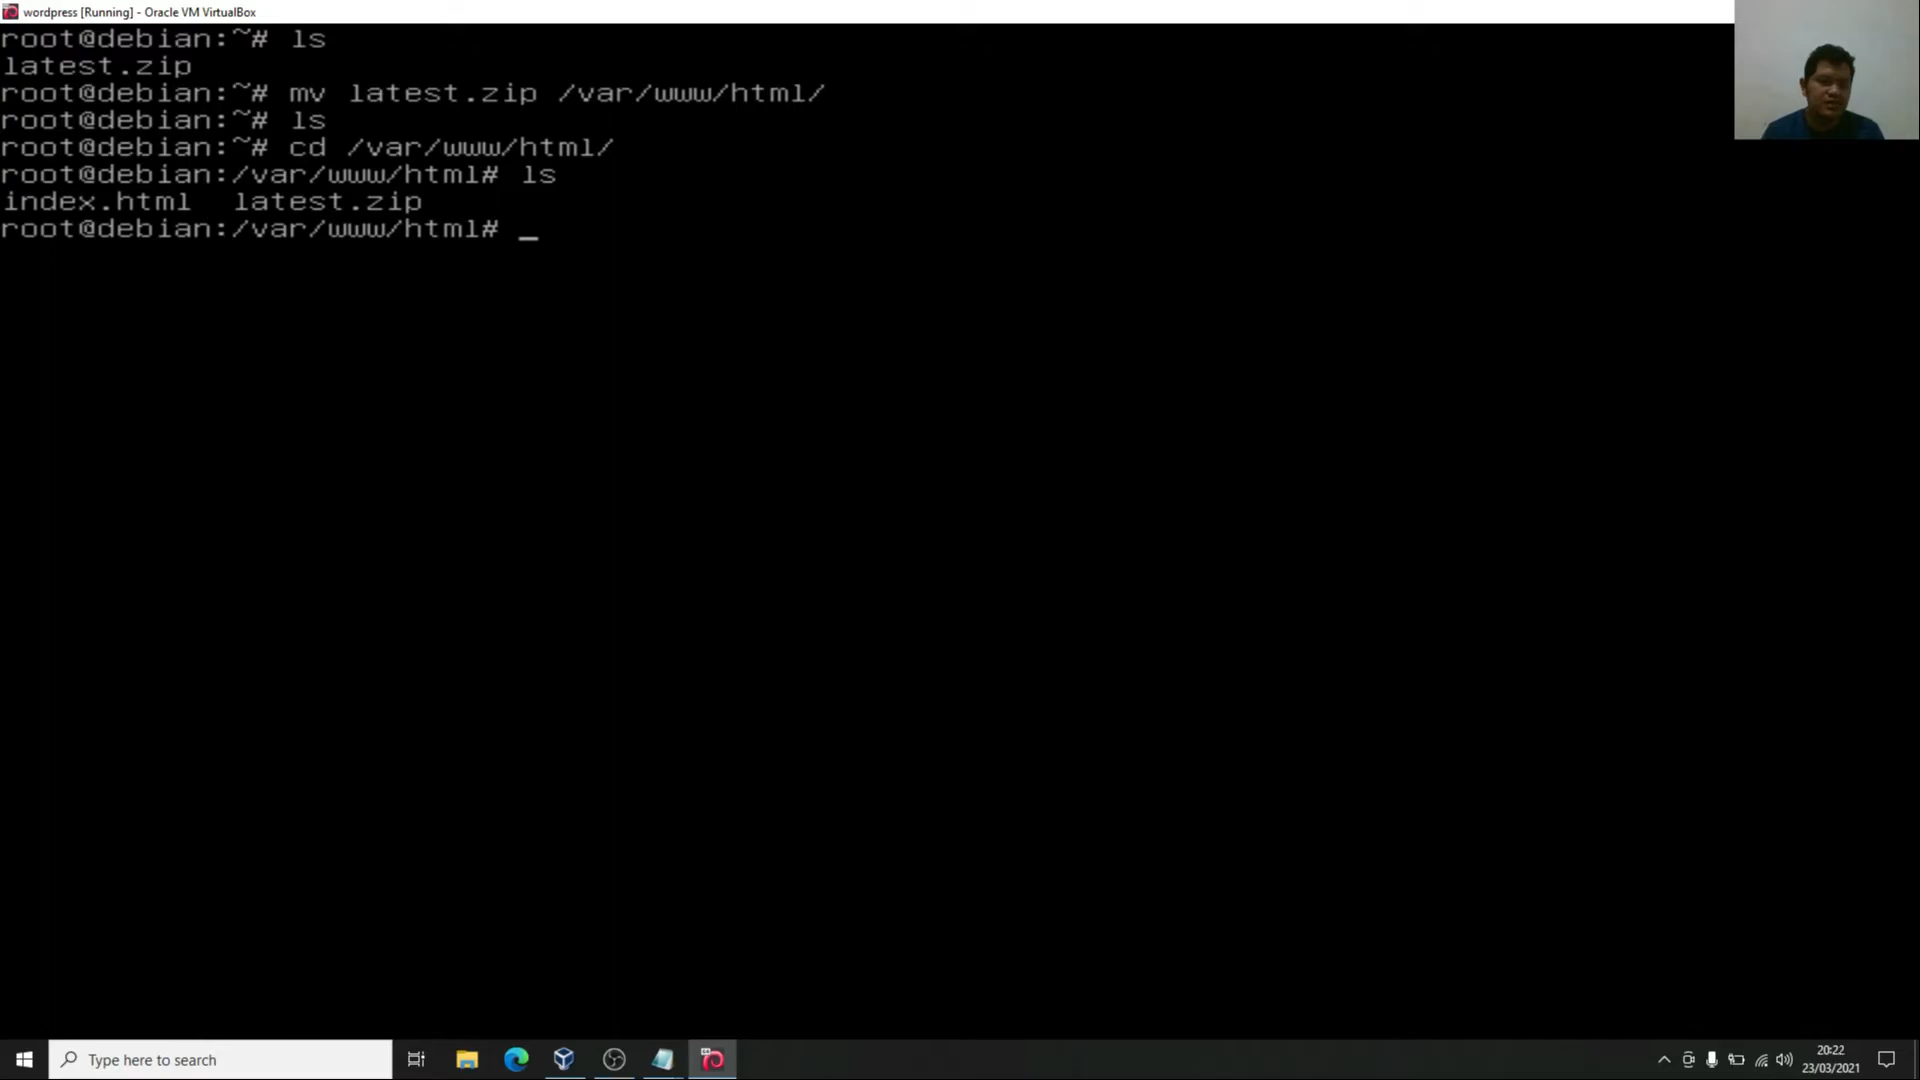 wordpress [Running] - Oracle VM VirtualBox
root@debian:~# ls
latest.zip
root@debian:~# mv latest.zip /var/www/html/
root@debian:~# ls
root@debian:~# cd /var/www/html/
root@debian:/var/www/html# ls
index.html latest.zip
root@debian:/var/www/html# _
Type here to search
20:22
23/03/2021